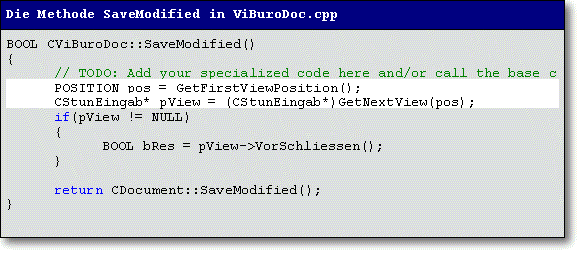 Die Methode SaveModified in ViBuroDoc.cpp
BOOL CViBuroDoc::SaveModified()
{
// TODO: Add your specialized code here and/or call the base c
POSITION pos = GetFirstViewPosition();
CStunEingab* pView = (CStunEingab*)GetNextView(pos);
if(pView != NULL)
{
BOOL bRes = pView->VorSchliessen();
}
return CDocument::SaveModified();
}